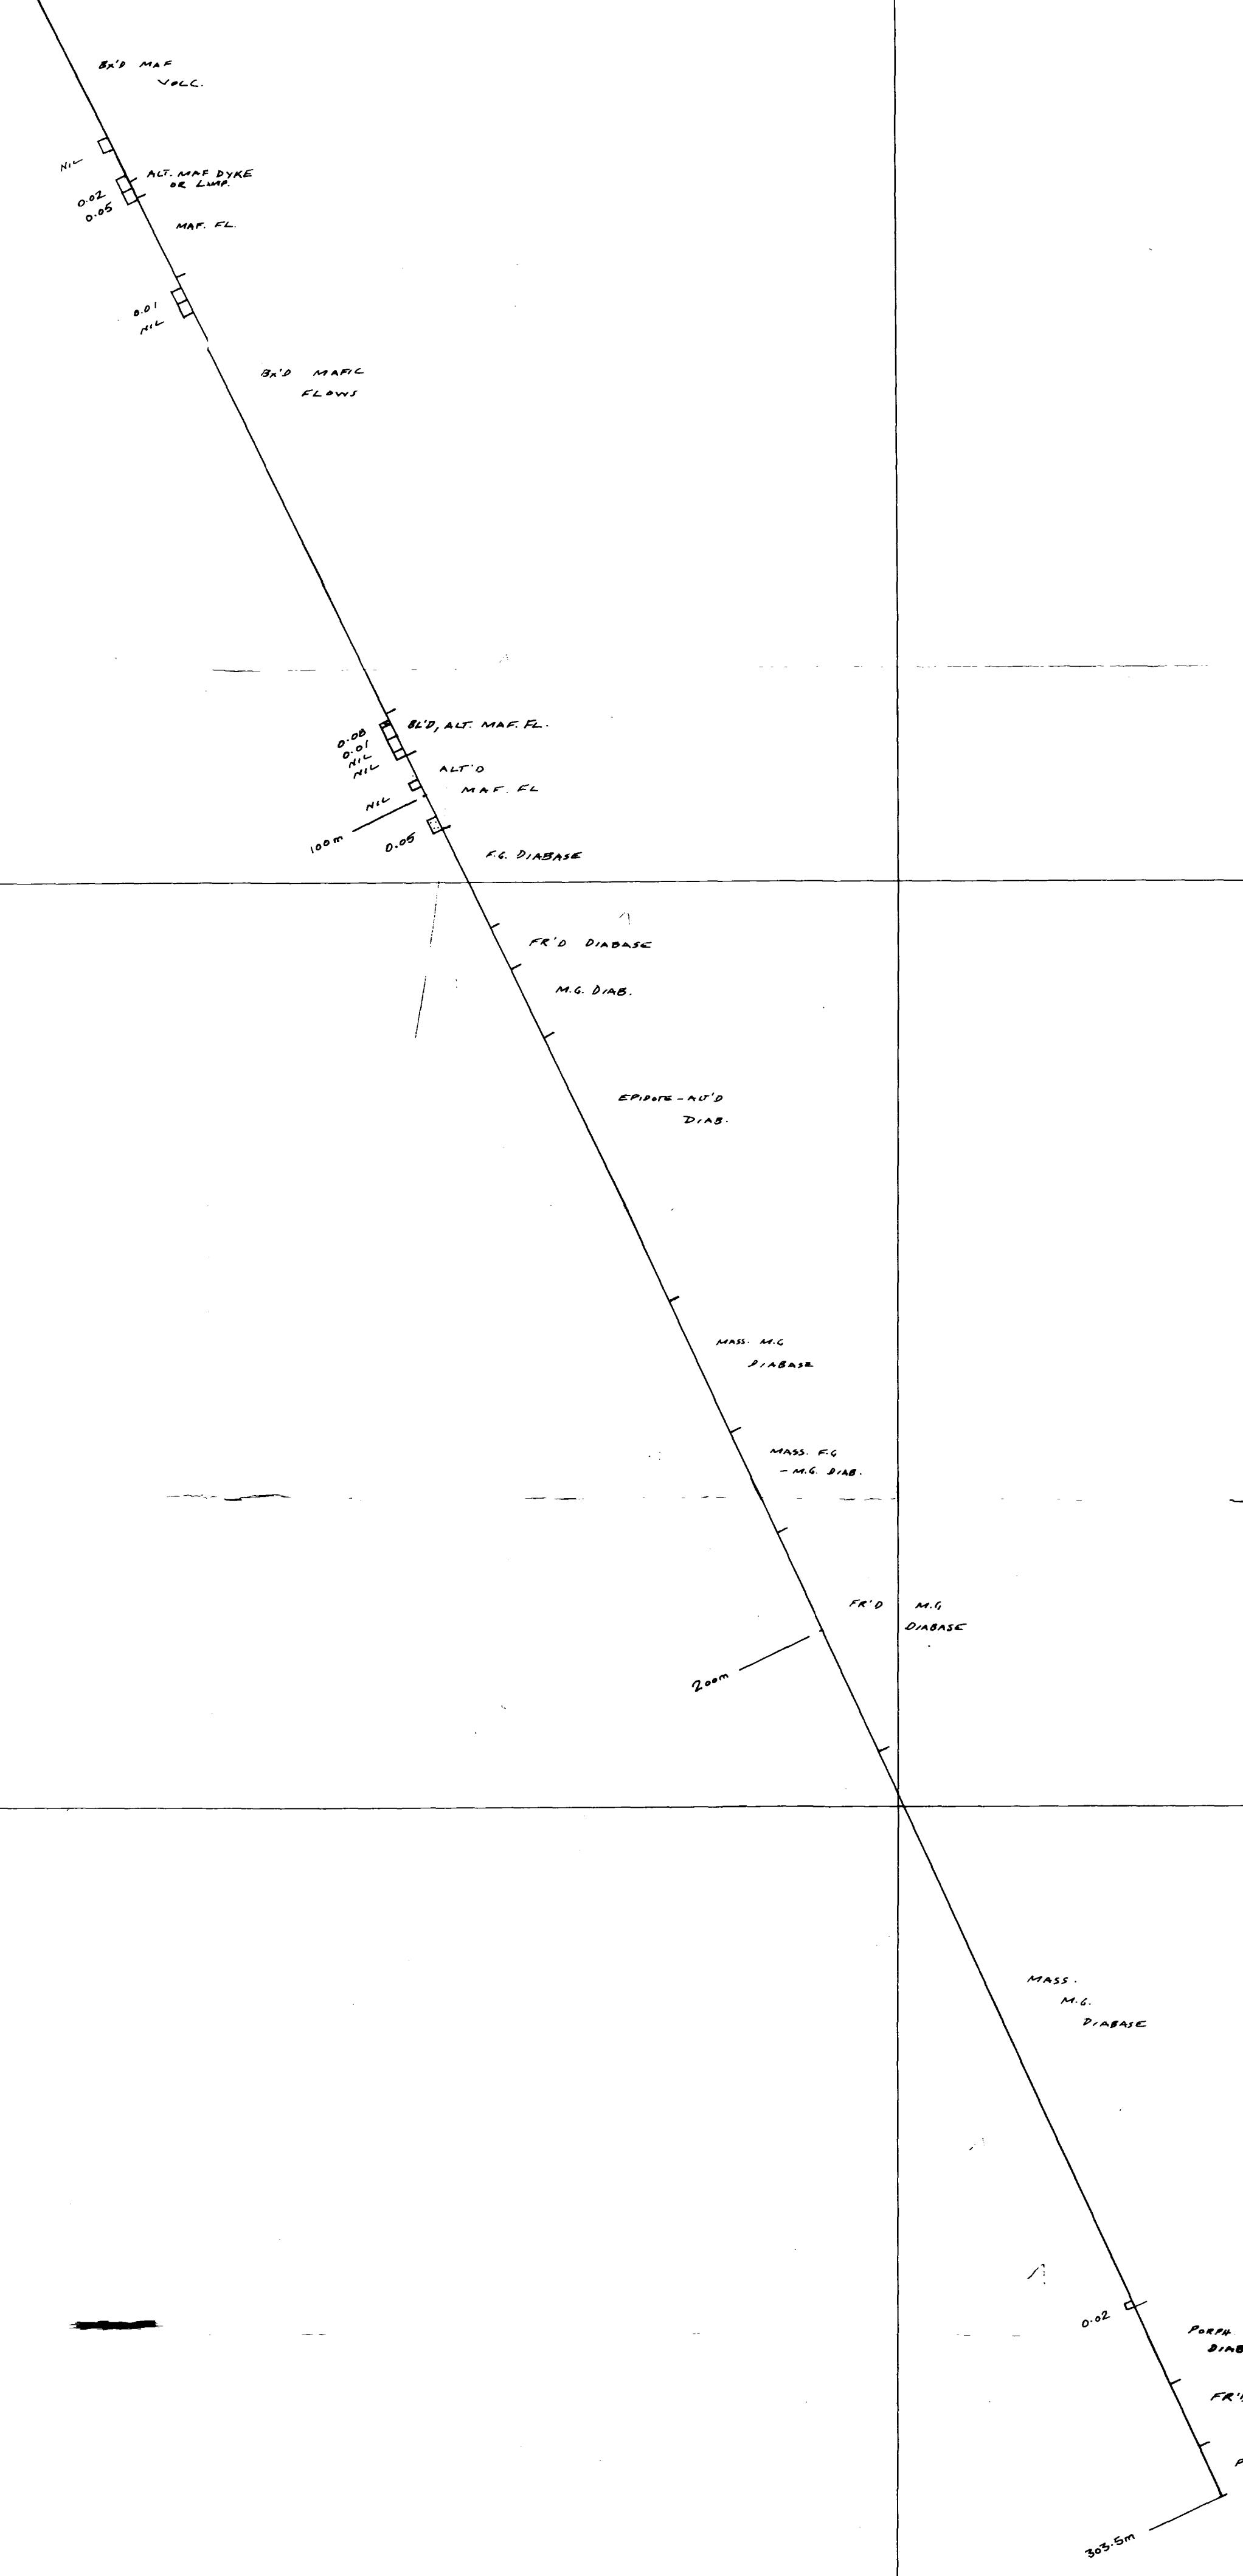 BX'D MAF
VOLC.
NIL
ALT. MAF DYKE
OR LAMP.
0.02
0.05
MAF. FL.
0.01
NIL
BX'D MAFIC
FLOWS
BL'D, ALT. MAF. FL.
0.08
0.01
NIL
NIL
ALT'D
MAF. FL
NIL
100m
0.05
F.G. DIABASE
FR'D DIABASE
M.G. DIAB.
EPIDOTE-ALT'D
DIAB.
MASS. M.G
DIABASE
MASS. F.G
- M.G. DIAB.
FR'D M.G
DIABASE
200m
MASS.
M.G.
DIABASE
0.02
PORPH
DIAB
FR'
303.5m